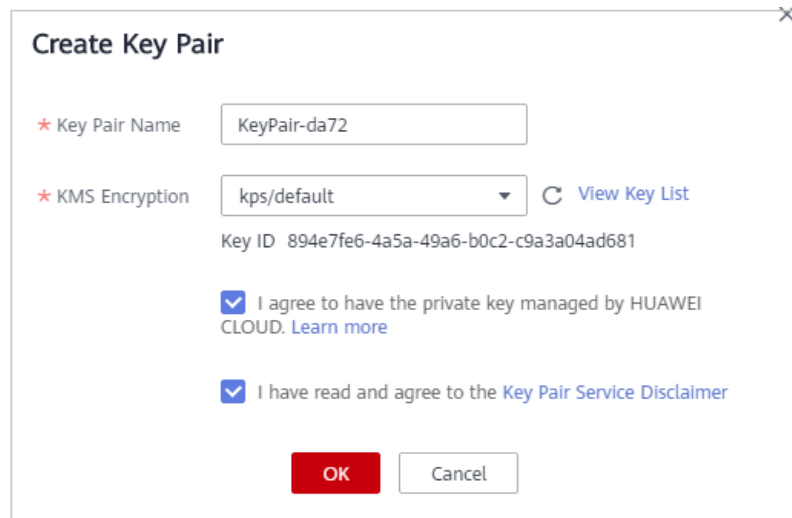 Create Key Pair
* Key Pair Name KeyPair-da72
* KMS Encryption kps/default View Key List
Key ID 894e7fe6-4a5a-49a6-b0c2-c9a3a04ad681
I agree to have the private key managed by HUAWEI
CLOUD. Learn more
I have read and agree to the Key Pair Service Disclaimer
OK Cancel